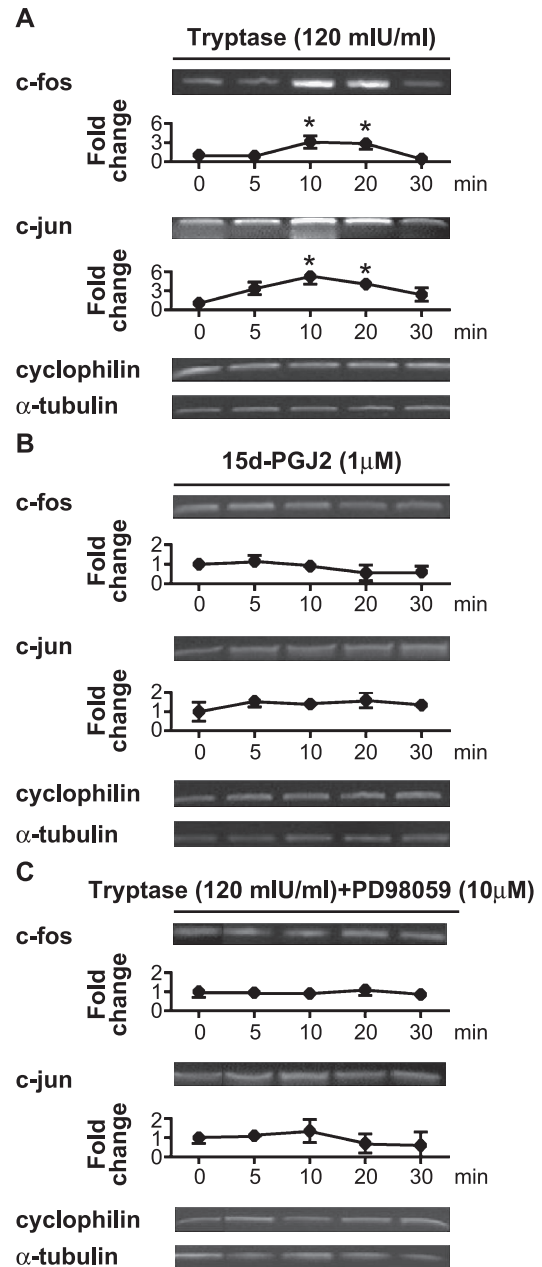 A
Tryptase (120 mIU/ml)
c-fos
Fold change
6
3
0
* *
0 5 10 20 30 min
c-jun
Fold change
6
3
0
* *
0 5 10 20 30 min
cyclophilin
α-tubulin
B
15d-PGJ2 (1μM)
c-fos
Fold change
2
1
0
0 5 10 20 30 min
c-jun
Fold change
2
1
0
0 5 10 20 30 min
cyclophilin
α-tubulin
C
Tryptase (120 mIU/ml)+PD98059 (10μM)
c-fos
Fold change
2
1
0
0 5 10 20 30 min
c-jun
Fold change
2
1
0
0 5 10 20 30 min
cyclophilin
α-tubulin